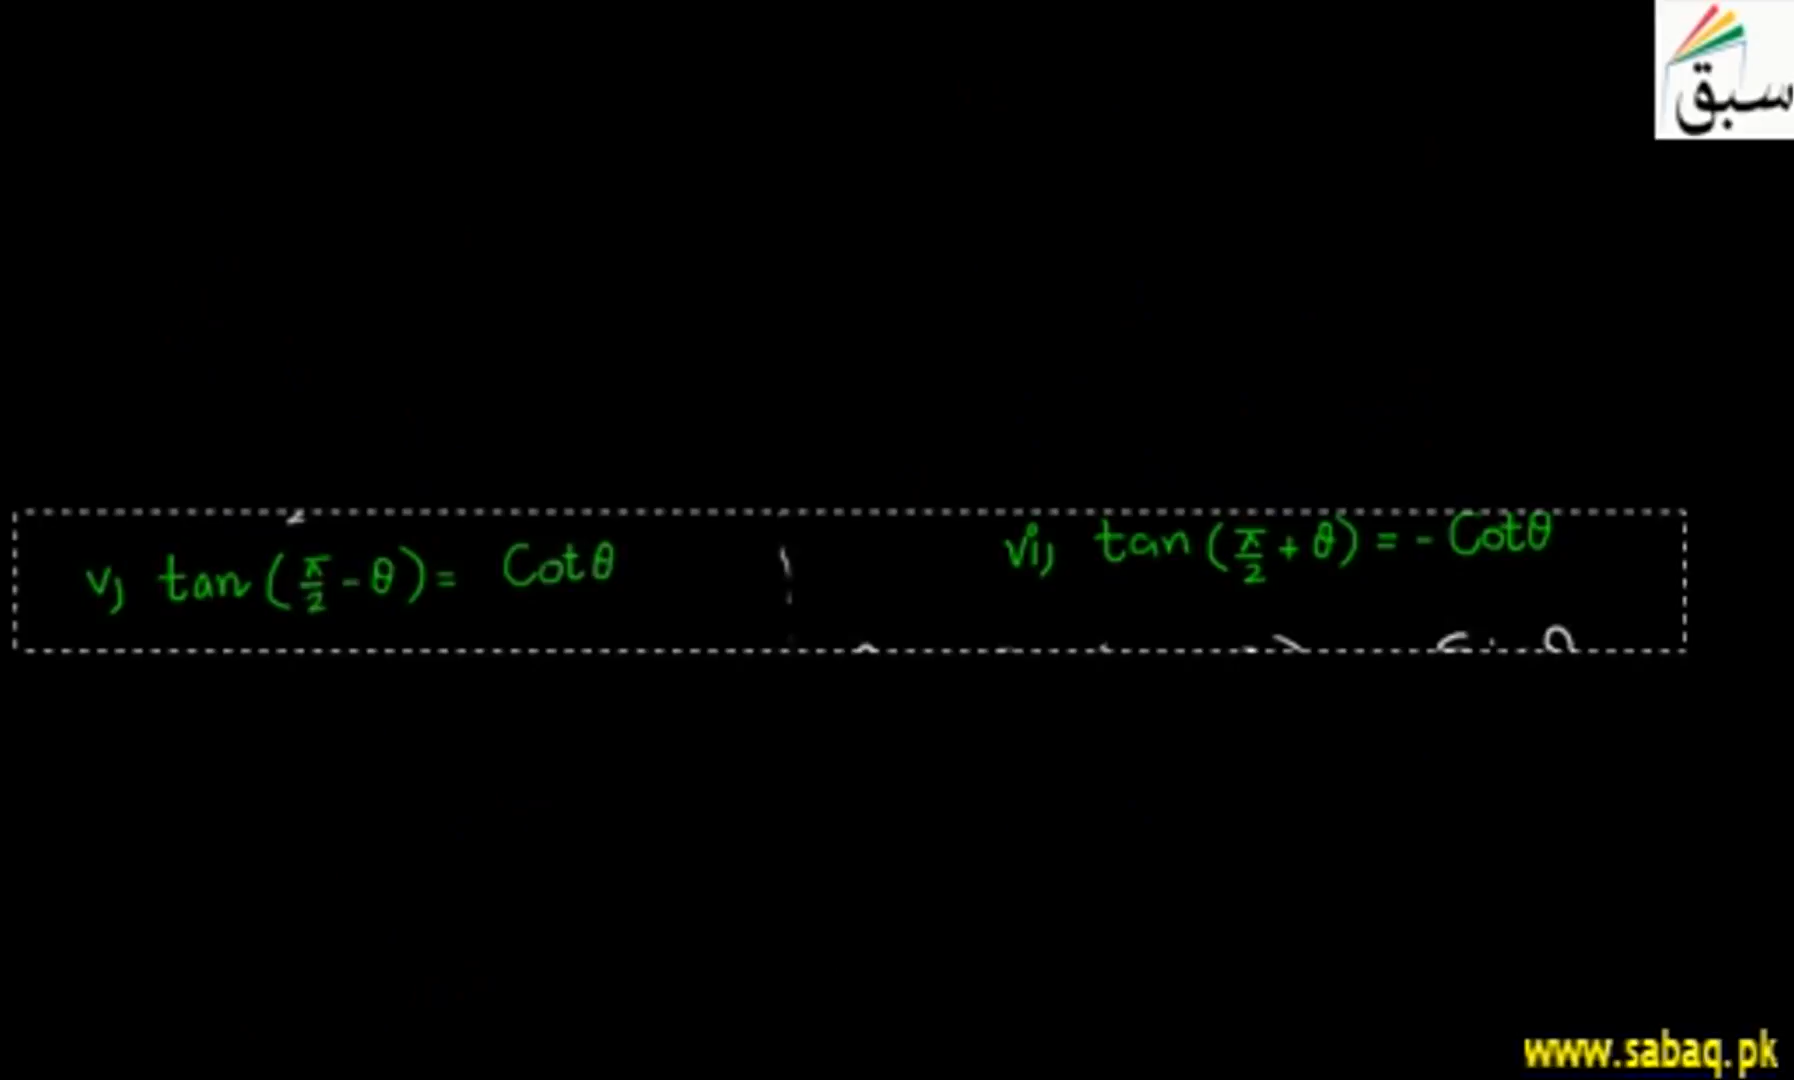 سبق
v) tan(π/2 - θ) = Cotθ
vi) tan(π/2 + θ) = - Cotθ
www.sabaq.pk